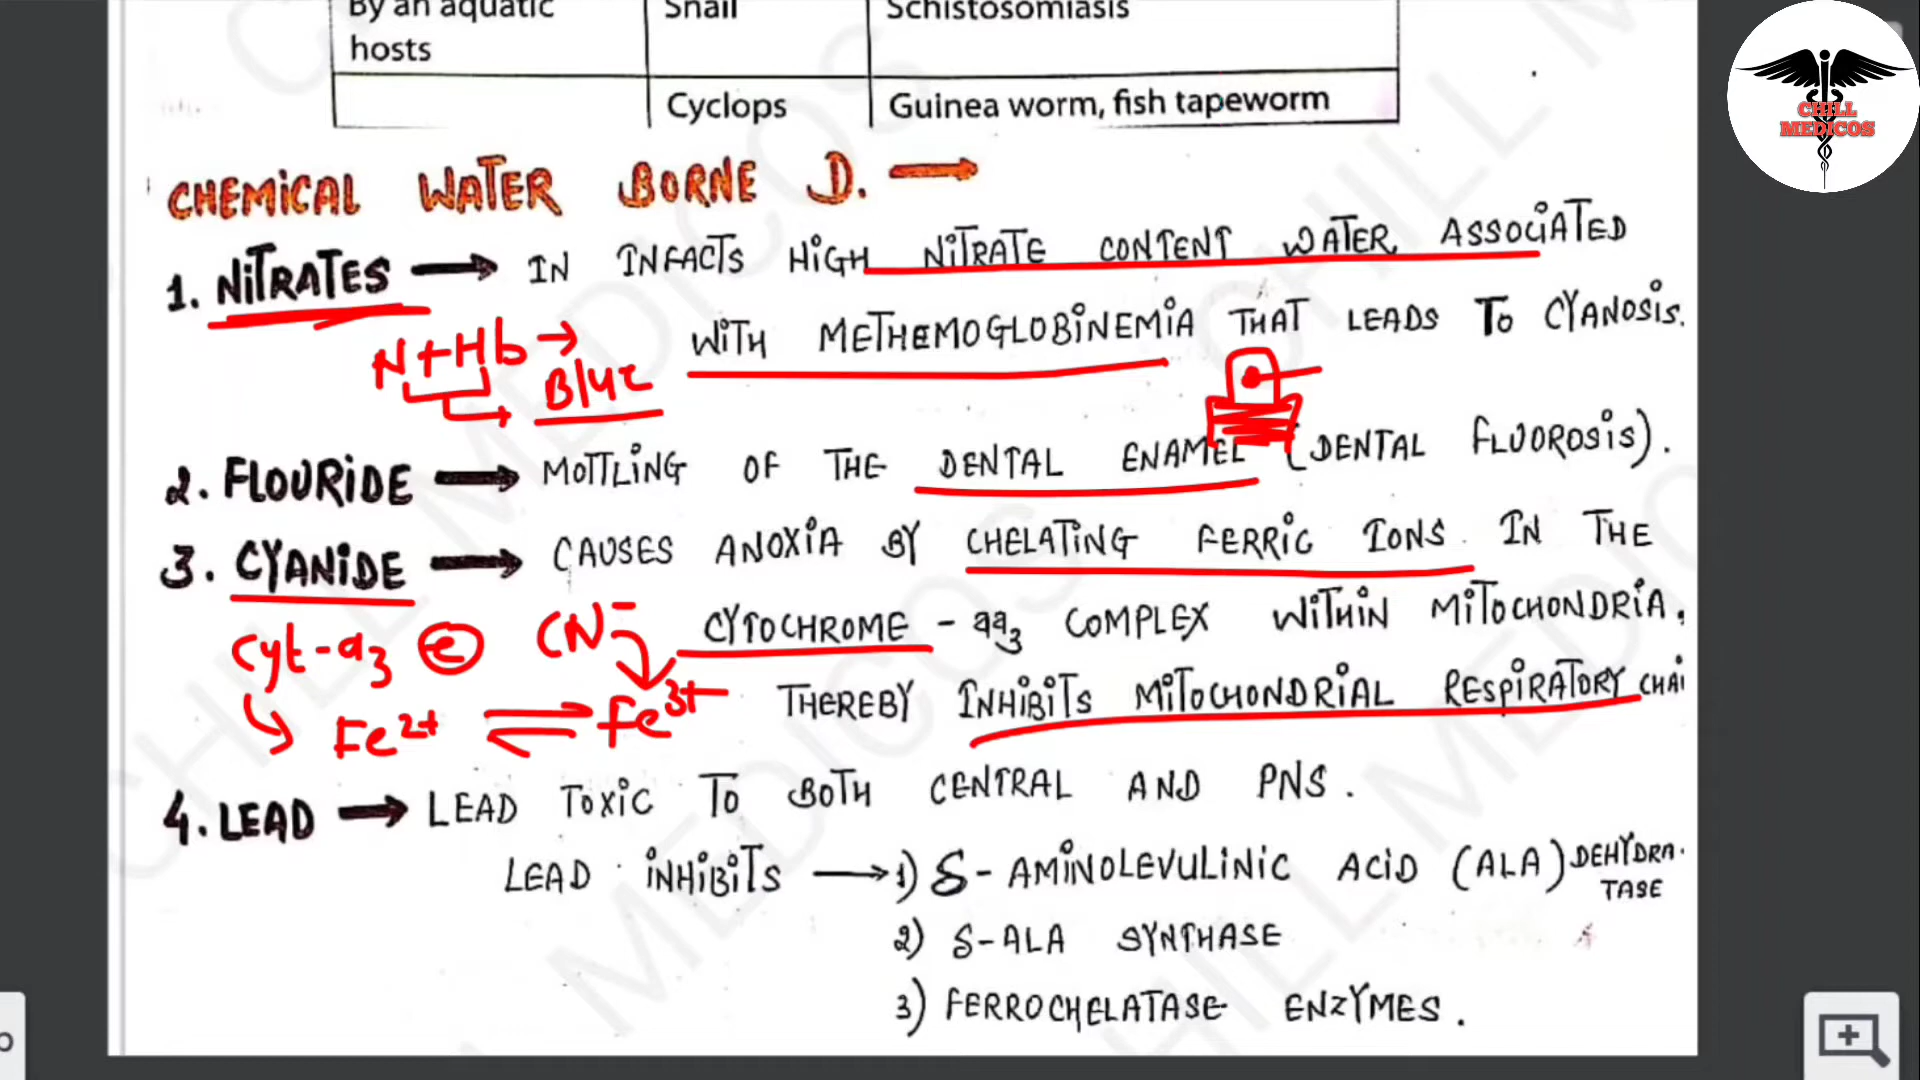 By an aquatic Snail Schistosomiasis
hosts
Cyclops Guinea worm, fish tapeworm
CHILL
MEDICOS
CHEMICAL WATER BORNE D. →
1. NITRATES → IN INFACTS HIGH NITRATE CONTENT WATER ASSOCIATED
WITH METHEMOGLOBINEMIA THAT LEADS TO CYANOSIS.
N+Hb →
Blue
2. FLOURIDE → MOTTLING OF THE DENTAL ENAMEL (DENTAL FLUOROSIS).
3. CYANIDE → CAUSES ANOXIA BY CHELATING FERRIC IONS IN THE
CYTOCHROME - aa3 COMPLEX WITHIN MITOCHONDRIA,
Cyt-a3 e CN-
THEREBY INHIBITS MITOCHONDRIAL RESPIRATORY CHAI
Fe2+ ⇌ Fe3+
4. LEAD → LEAD TOXIC TO BOTH CENTRAL AND PNS.
LEAD INHIBITS → 1) δ- AMINOLEVULINIC ACID (ALA) DEHYDRA-
TASE
2) δ-ALA SYNTHASE
3) FERROCHELATASE ENZYMES.